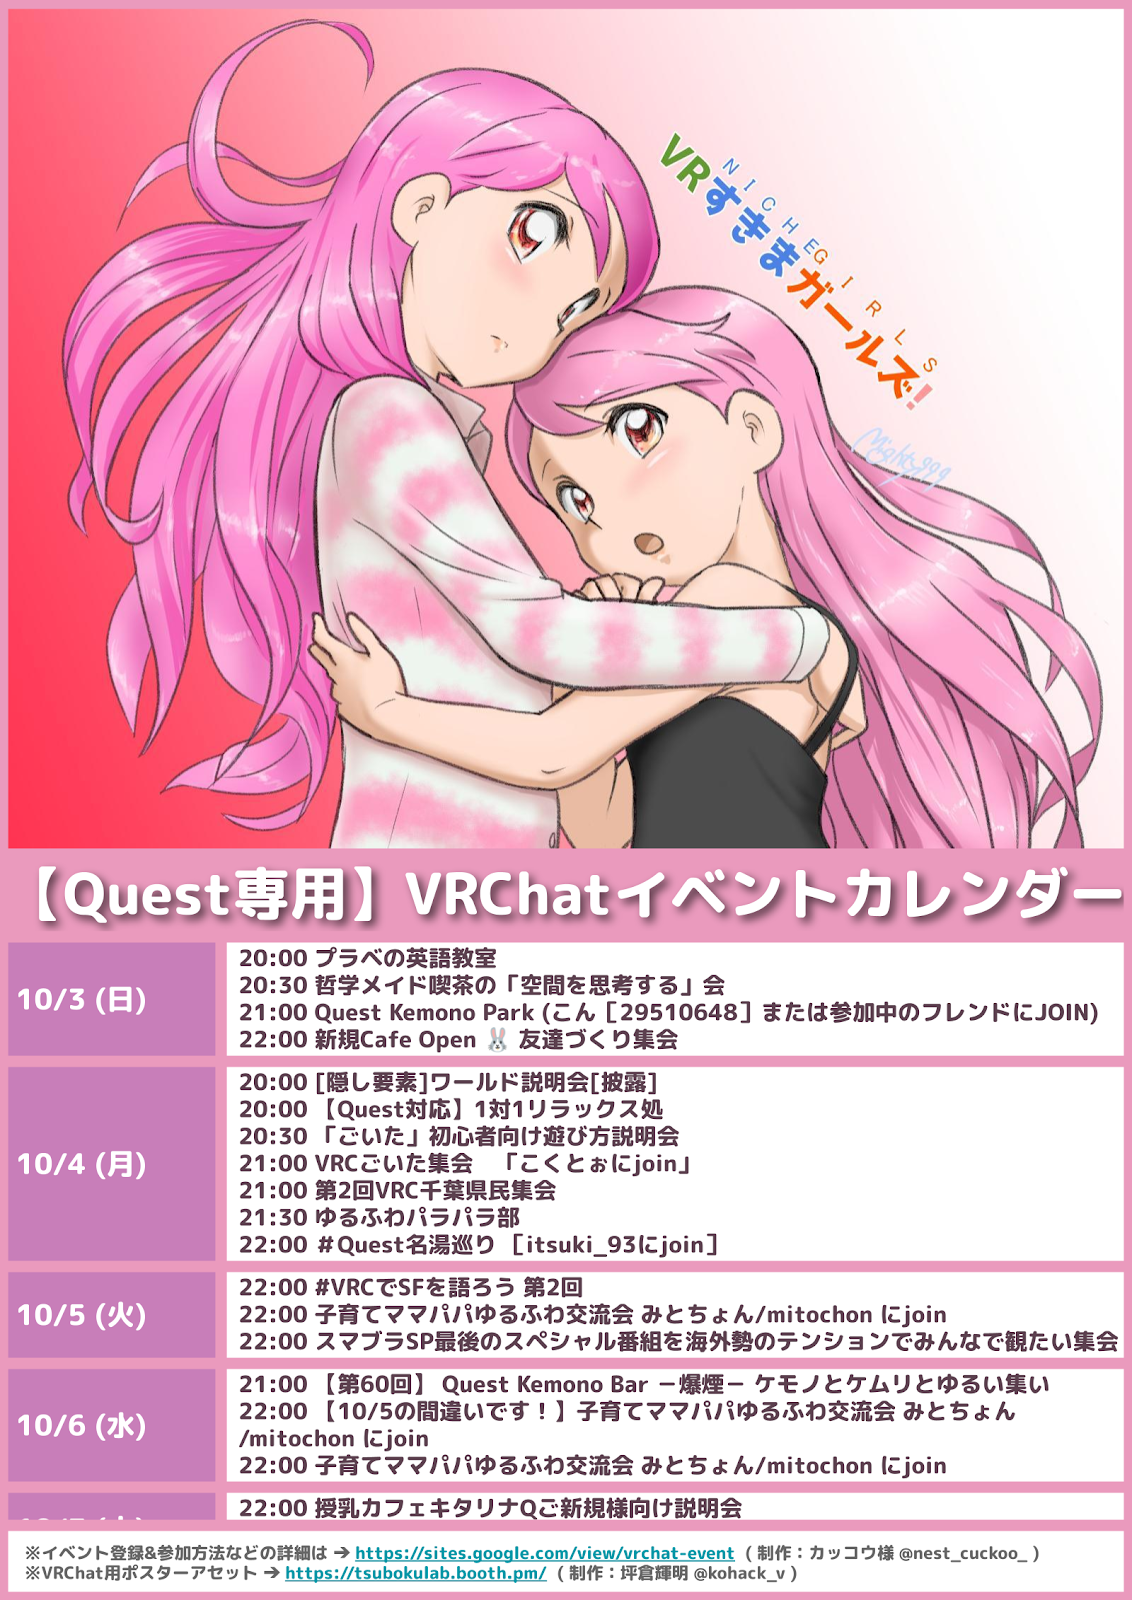 NICHE GIRLS
VRすきまガールズ!
Mighty999
【Quest専用】VRChatイベントカレンダー
10/3 (日)
20:00 プラベの英語教室
20:30 哲学メイド喫茶の「空間を思考する」会
21:00 Quest Kemono Park (こん［29510648］または参加中のフレンドにJOIN)
22:00 新規Cafe Open 🐰 友達づくり集会
10/4 (月)
20:00 [隠し要素]ワールド説明会[披露]
20:00 【Quest対応】1対1リラックス処
20:30 「ごいた」初心者向け遊び方説明会
21:00 VRCごいた集会　「こくとぉにjoin」
21:00 第2回VRC千葉県民集会
21:30 ゆるふわパラパラ部
22:00 ＃Quest名湯巡り ［itsuki_93にjoin］
10/5 (火)
22:00 #VRCでSFを語ろう 第2回
22:00 子育てママパパゆるふわ交流会 みとちょん/mitochon にjoin
22:00 スマブラSP最後のスペシャル番組を海外勢のテンションでみんなで観たい集会
10/6 (水)
21:00 【第60回】 Quest Kemono Bar －爆煙－ ケモノとケムリとゆるい集い
22:00 【10/5の間違いです！】子育てママパパゆるふわ交流会 みとちょん
/mitochon にjoin
22:00 子育てママパパゆるふわ交流会 みとちょん/mitochon にjoin
22:00 授乳カフェキタリナQご新規様向け説明会
※イベント登録&参加方法などの詳細は ➔ https://sites.google.com/view/vrchat-event ( 制作：カッコウ様 @nest_cuckoo_ )
※VRChat用ポスターアセット ➔ https://tsubokulab.booth.pm/ ( 制作：坪倉輝明 @kohack_v )